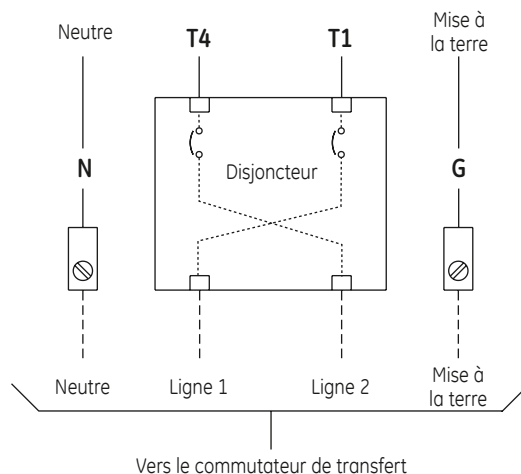 Neutre
T4
T1
Mise à
la terre
N
Disjoncteur
G
Neutre
Ligne 1
Ligne 2
Mise à
la terre
Vers le commutateur de transfert